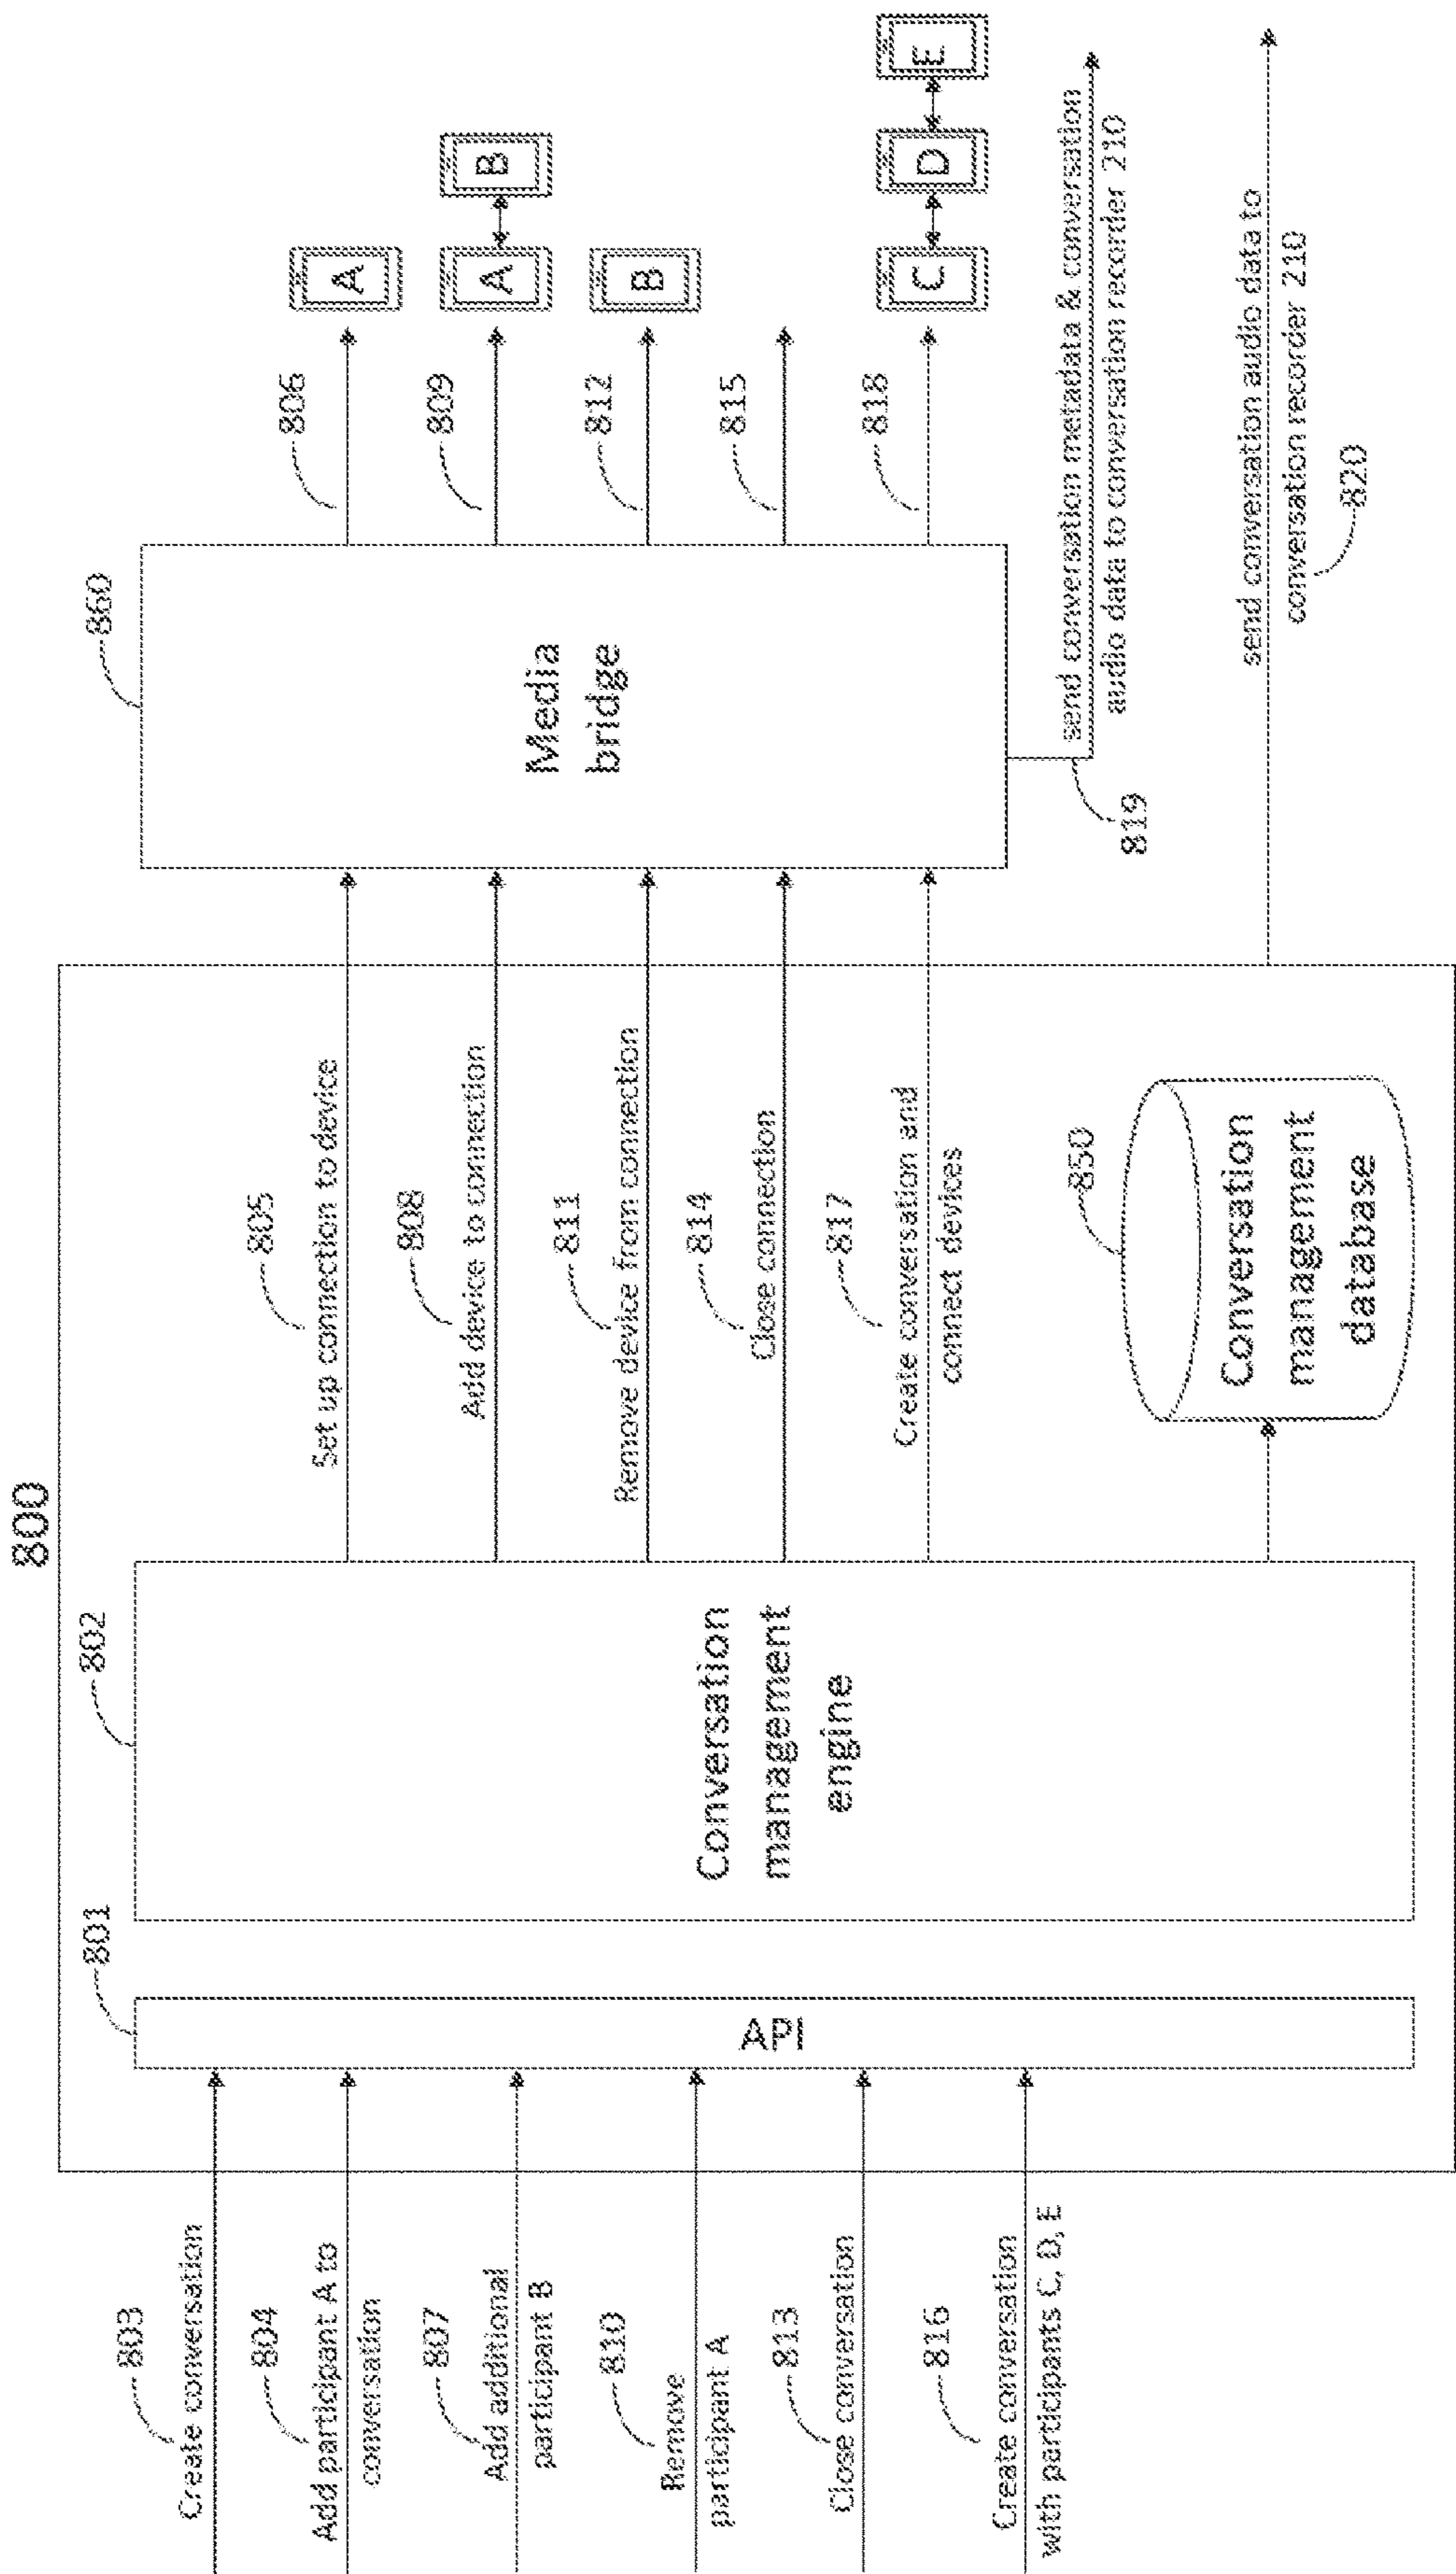 800
801
802
860
803
Create conversation
804
Add participant A to
conversation
807
Add additional
participant B
810
Remove
participant A
813
Close conversation
816
Create conversation
with participants C, D, E
API
Conversation
management
engine
805
Set up connection to device
808
Add device to connection
811
Remove device from connection
814
Close connection
817
Create conversation and
connect devices
850
Conversation
management
database
Media
bridge
806
A
809
A
B
812
B
815
818
C
D
E
819
send conversation metadata & conversation
audio data to conversation recorder 210
send conversation audio data to
conversation recorder 210
820